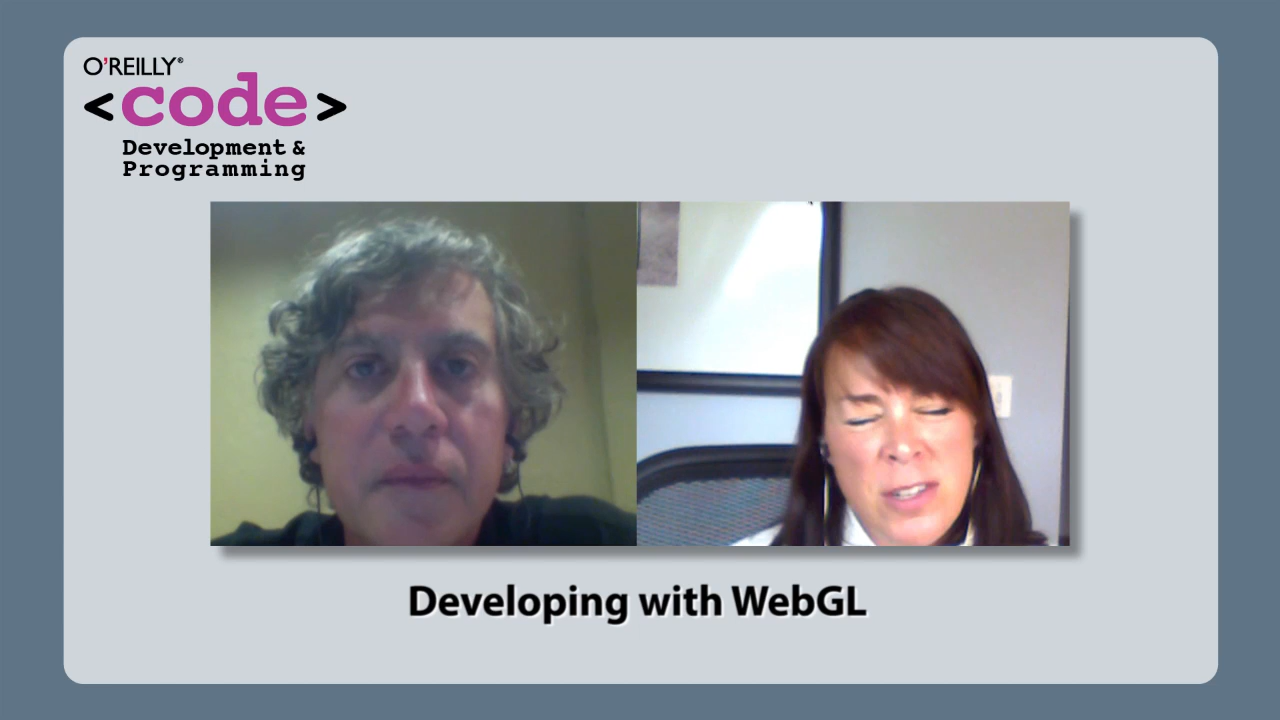 O'REILLY®
<code>
Development &
Programming
Developing with WebGL